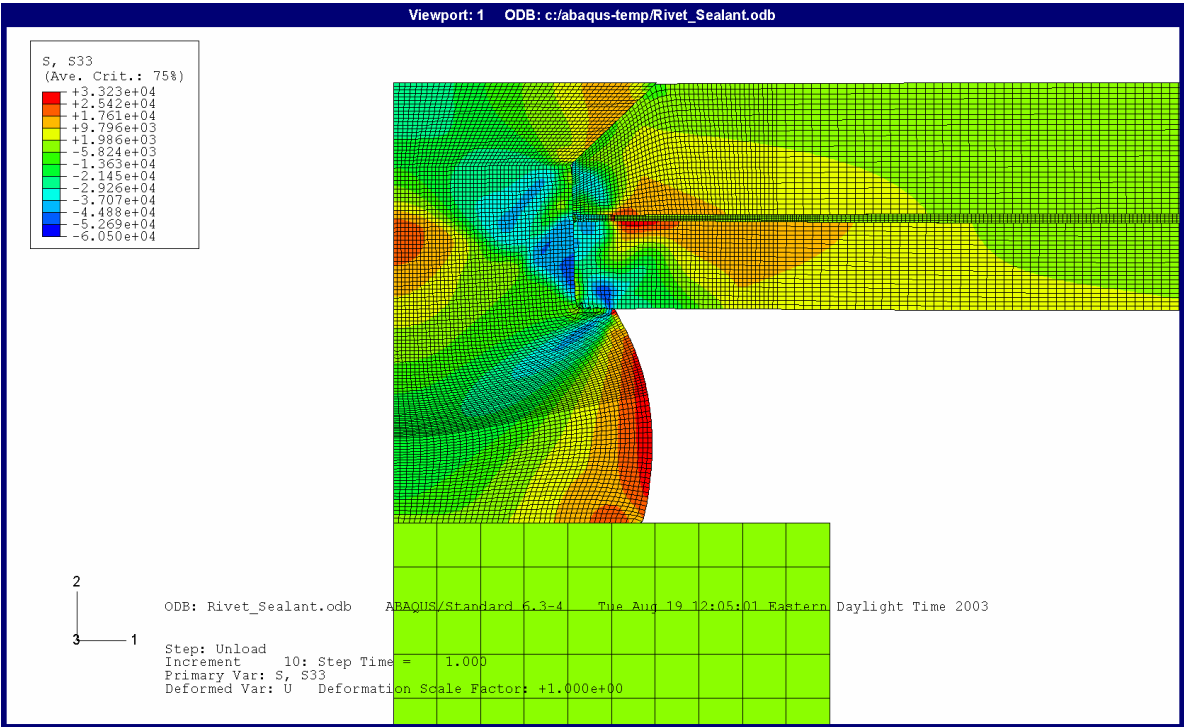 Viewport: 1 ODB: c:/abaqus-temp/Rivet_Sealant.odb
S, S33
(Ave. Crit.: 75%)
+3.323e+04
+2.542e+04
+1.761e+04
+9.796e+03
+1.986e+03
-5.824e+03
-1.363e+04
-2.145e+04
-2.926e+04
-3.707e+04
-4.488e+04
-5.269e+04
-6.050e+04
2
3 1
ODB: Rivet_Sealant.odb ABAQUS/Standard 6.3-4 Tue Aug 19 12:05:01 Eastern Daylight Time 2003
Step: Unload
Increment 10: Step Time = 1.000
Primary Var: S, S33
Deformed Var: U Deformation Scale Factor: +1.000e+00